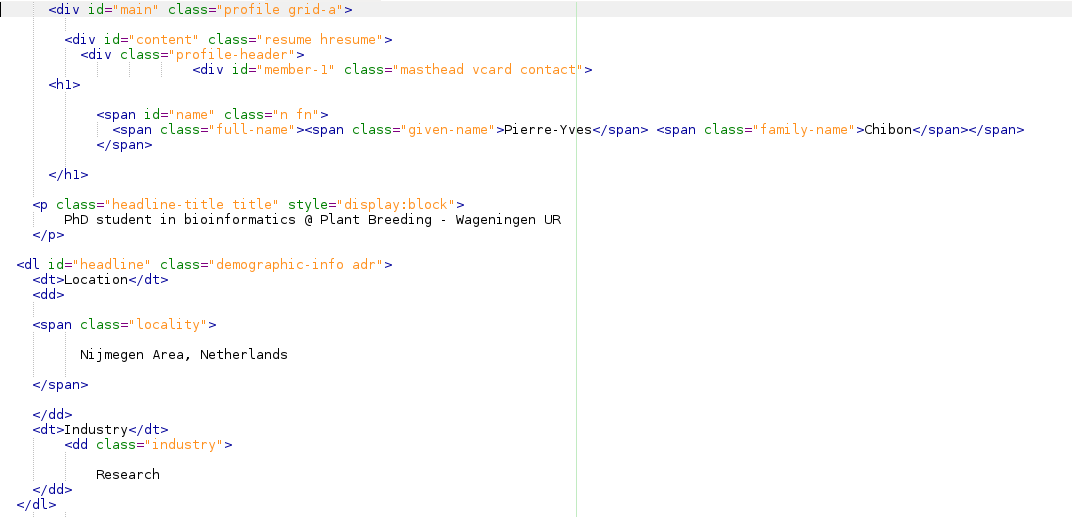 <div id="main" class="profile grid-a">
<div id="content" class="resume hresume">
<div class="profile-header">
<div id="member-1" class="masthead vcard contact">
<h1>
<span id="name" class="n fn">
<span class="full-name"><span class="given-name">Pierre-Yves</span> <span class="family-name">Chibon</span></span>
</span>
</h1>
<p class="headline-title title" style="display:block">
PhD student in bioinformatics @ Plant Breeding - Wageningen UR
</p>
<dl id="headline" class="demographic-info adr">
<dt>Location</dt>
<dd>
<span class="locality">
Nijmegen Area, Netherlands
</span>
</dd>
<dt>Industry</dt>
<dd class="industry">
Research
</dd>
</dl>